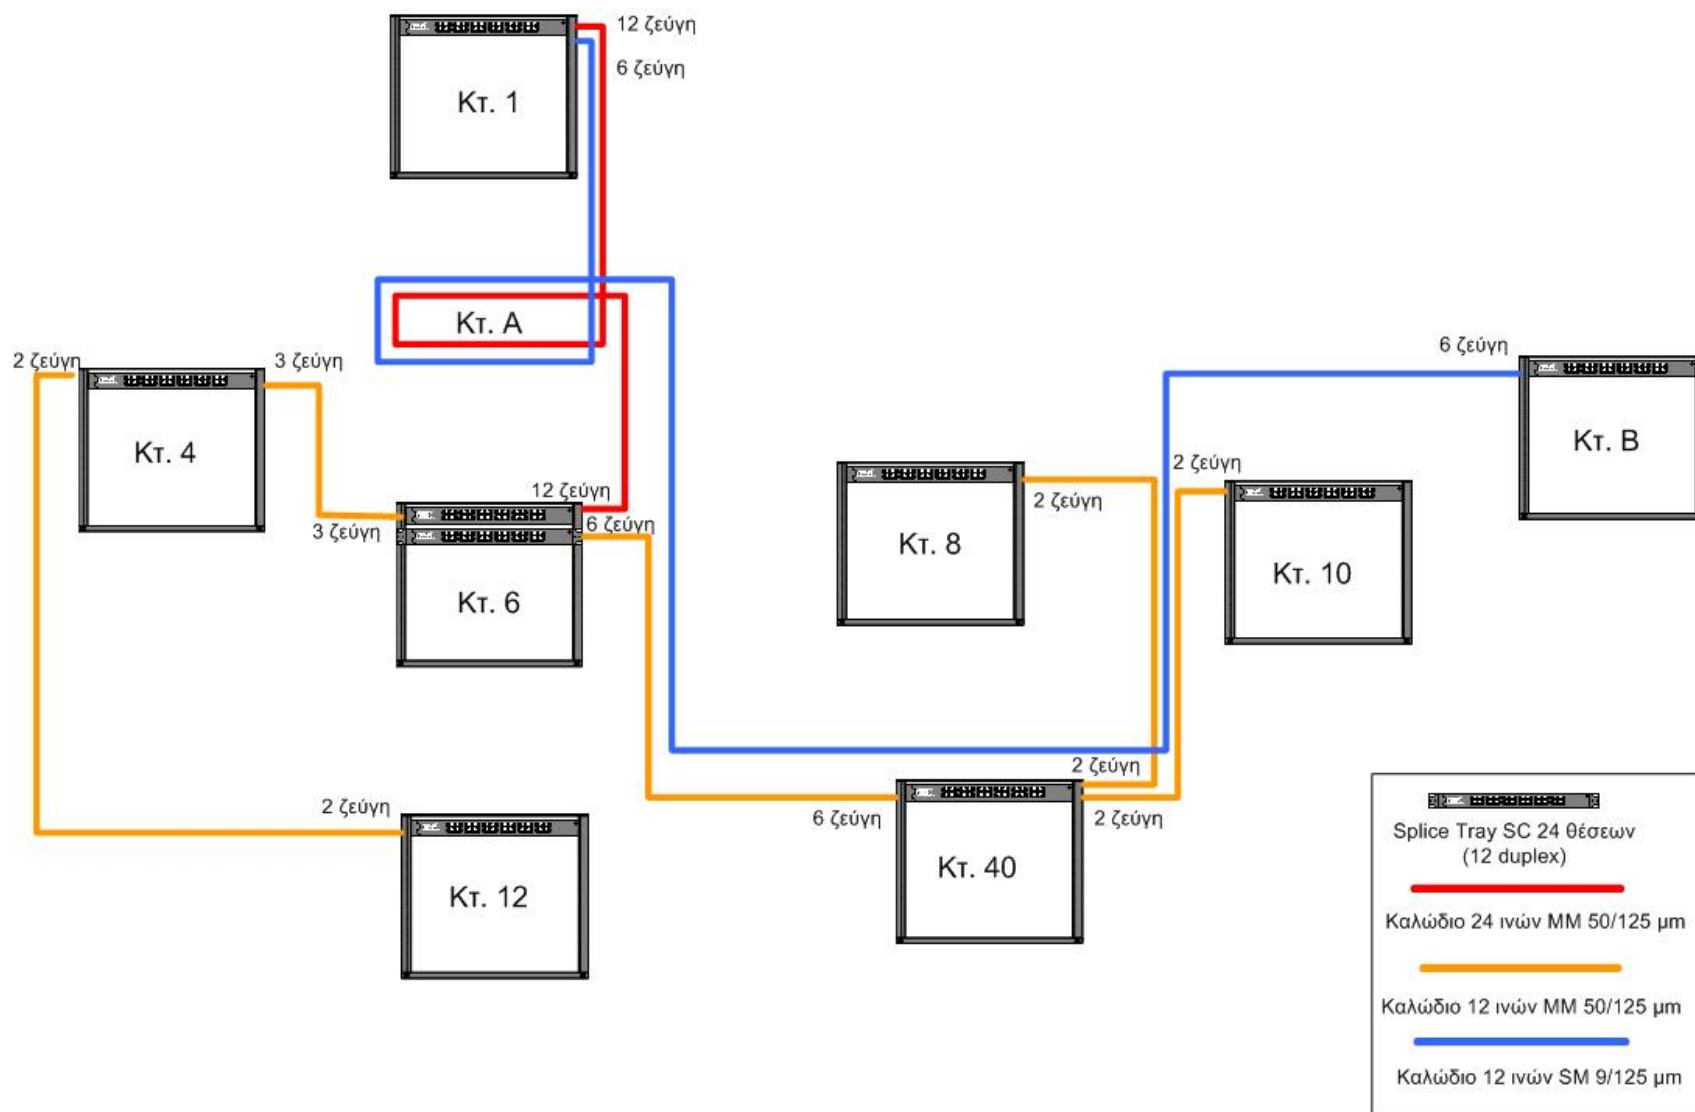 12 ζεύγη
6 ζεύγη
Κτ. 1
Κτ. Α
2 ζεύγη
3 ζεύγη
6 ζεύγη
Κτ. 4
Κτ. Β
2 ζεύγη
12 ζεύγη
3 ζεύγη
6 ζεύγη
2 ζεύγη
Κτ. 8
Κτ. 10
Κτ. 6
2 ζεύγη
2 ζεύγη
6 ζεύγη
2 ζεύγη
Κτ. 40
Κτ. 12
Splice Tray SC 24 θέσεων
(12 duplex)
Καλώδιο 24 ινών MM 50/125 μm
Καλώδιο 12 ινών MM 50/125 μm
Καλώδιο 12 ινών SM 9/125 μm